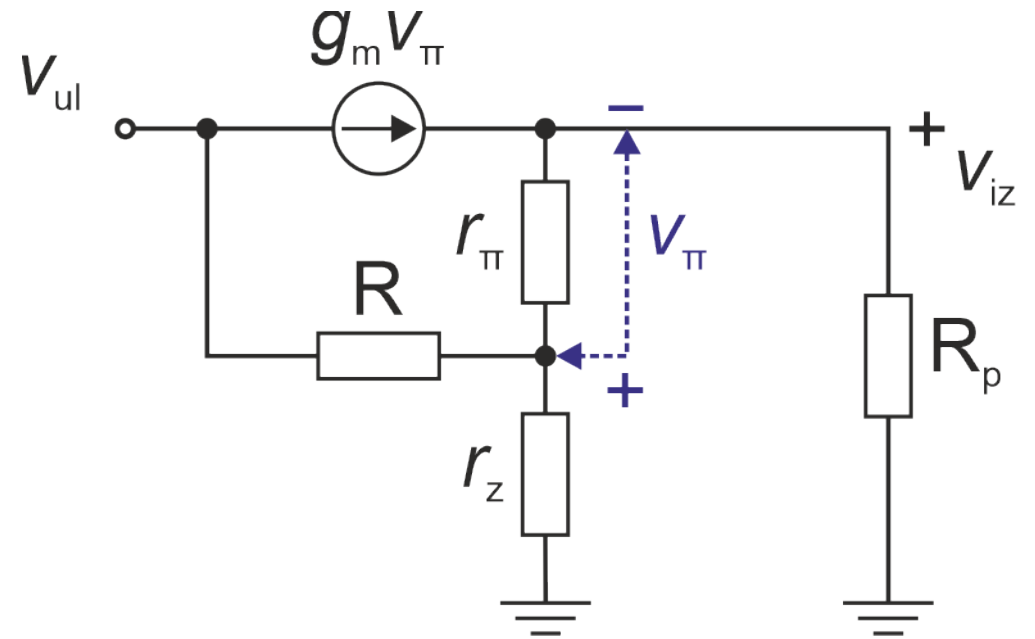 g_m v_π
v_ul
−
+
v_iz
r_π
v_π
R
R_p
+
r_z